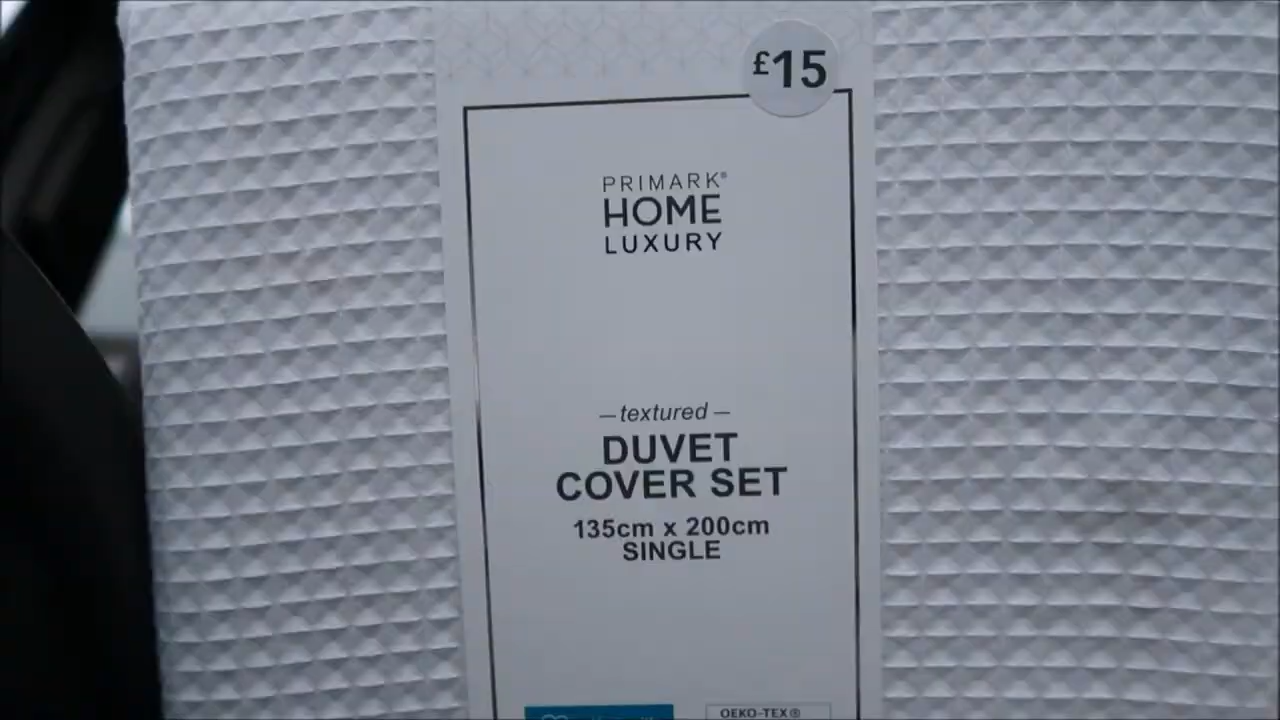 £15
PRIMARK®
HOME
LUXURY
—textured—
DUVET
COVER SET
135cm x 200cm
SINGLE
OEKO-TEX®